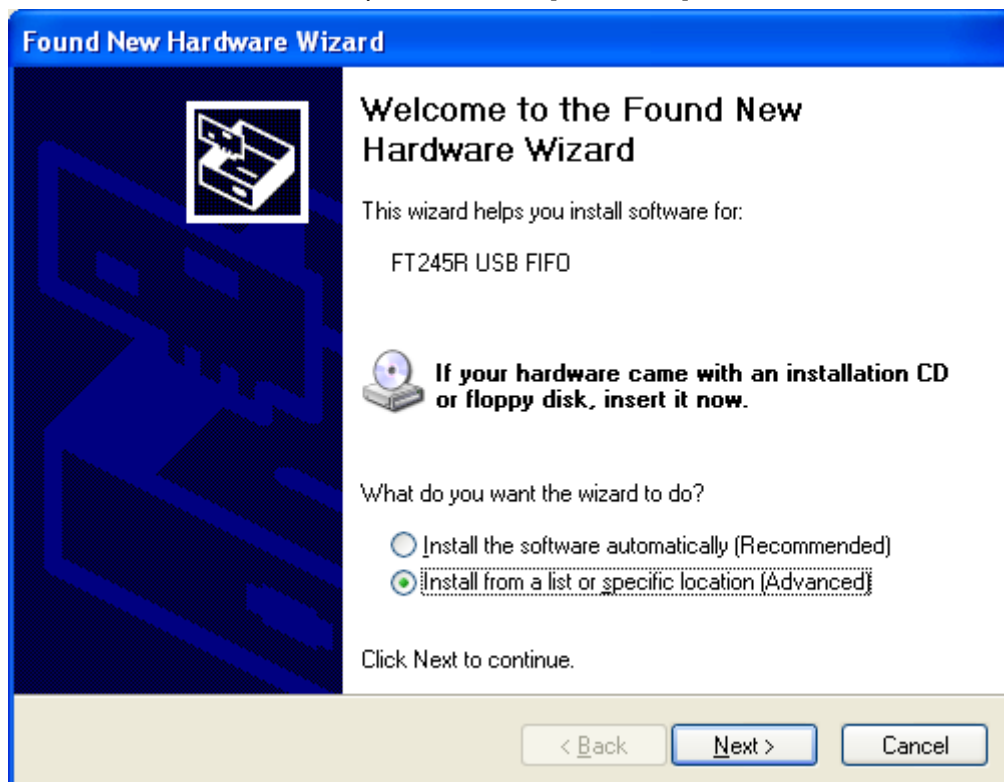 Found New Hardware Wizard
Welcome to the Found New
Hardware Wizard
This wizard helps you install software for:
FT245R USB FIFO
If your hardware came with an installation CD
or floppy disk, insert it now.
What do you want the wizard to do?
Install the software automatically (Recommended)
Install from a list or specific location (Advanced)
Click Next to continue.
< Back
Next >
Cancel